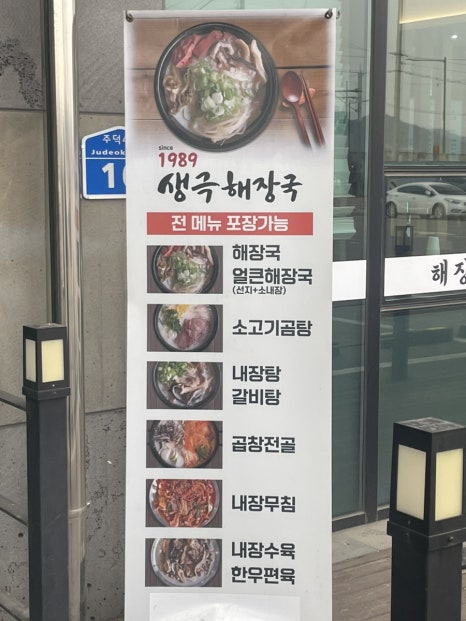 주덕
Judeok
1
since
1989
생극해장국
전 메뉴 포장가능
해장국
얼큰해장국
(선지+소내장)
소고기곰탕
내장탕
갈비탕
곱창전골
내장무침
내장수육
한우편육
해장